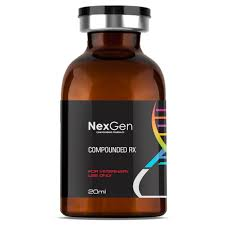 NexGen
COMPOUNDED RX
FOR VETERINARY
USE ONLY
20ml